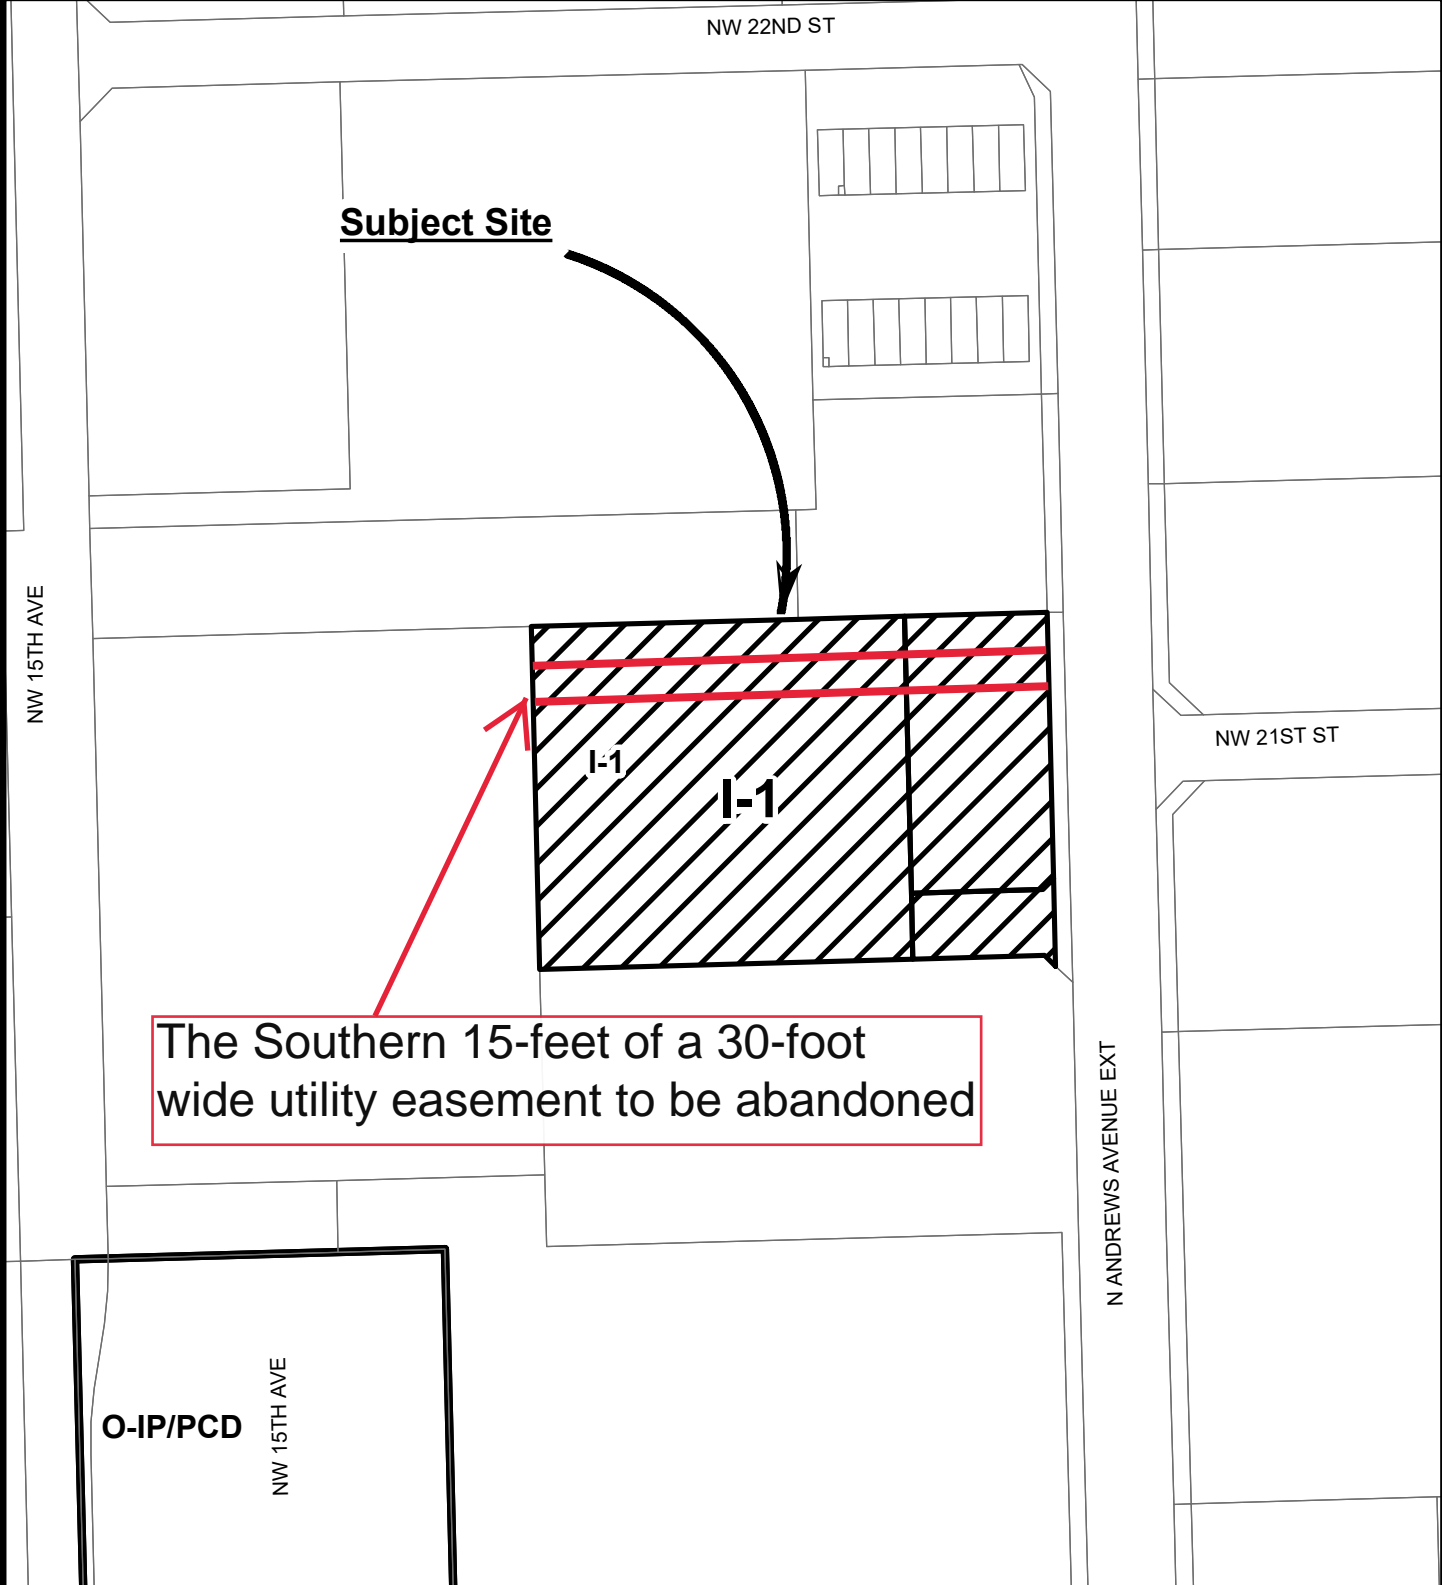 NW 22ND ST
Subject Site
NW 15TH AVE
NW 21ST ST
I-1
I-1
The Southern 15-feet of a 30-foot
wide utility easement to be abandoned
N ANDREWS AVENUE EXT
O-IP/PCD
NW 15TH AVE